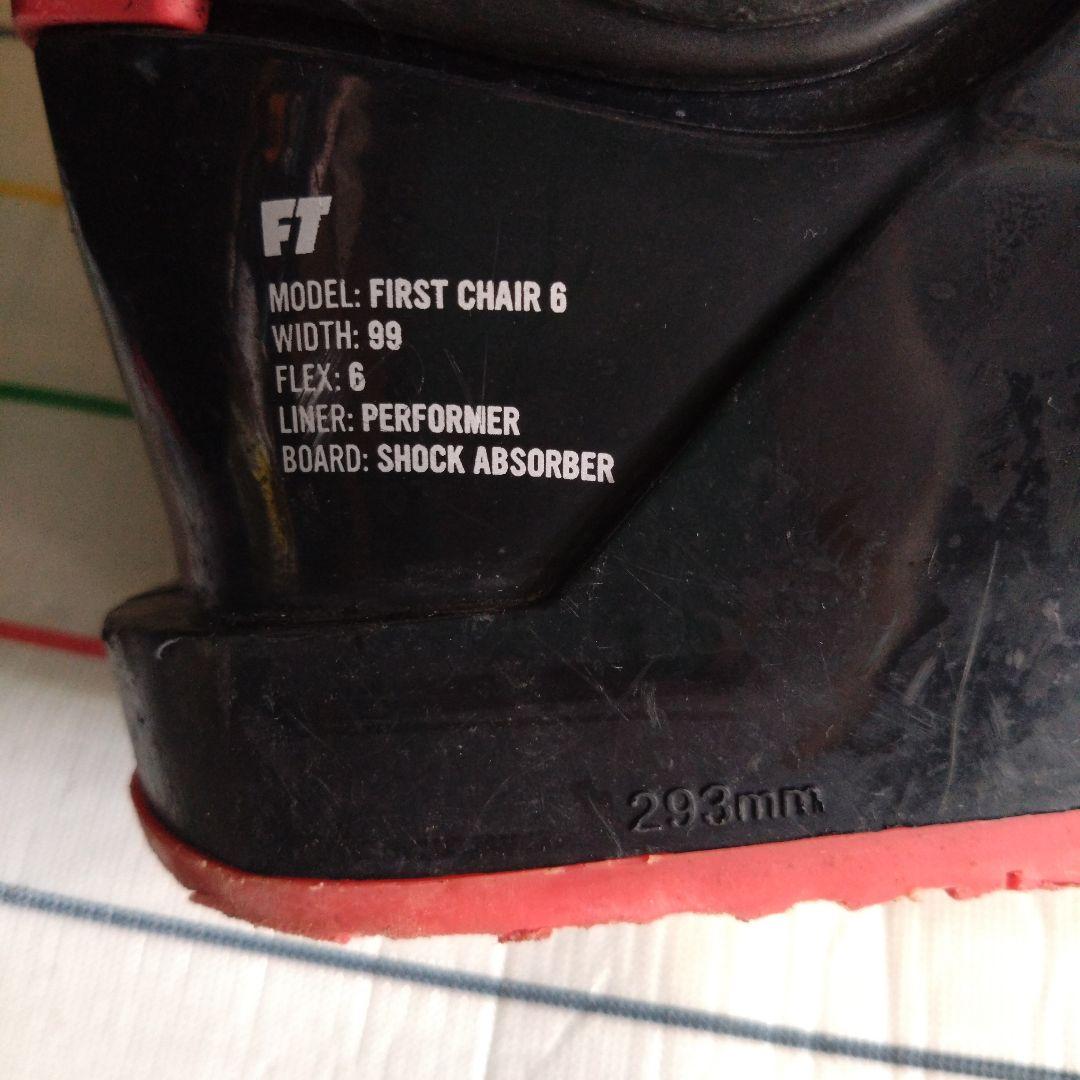 FT
MODEL: FIRST CHAIR 6
WIDTH: 99
FLEX: 6
LINER: PERFORMER
BOARD: SHOCK ABSORBER
293mm